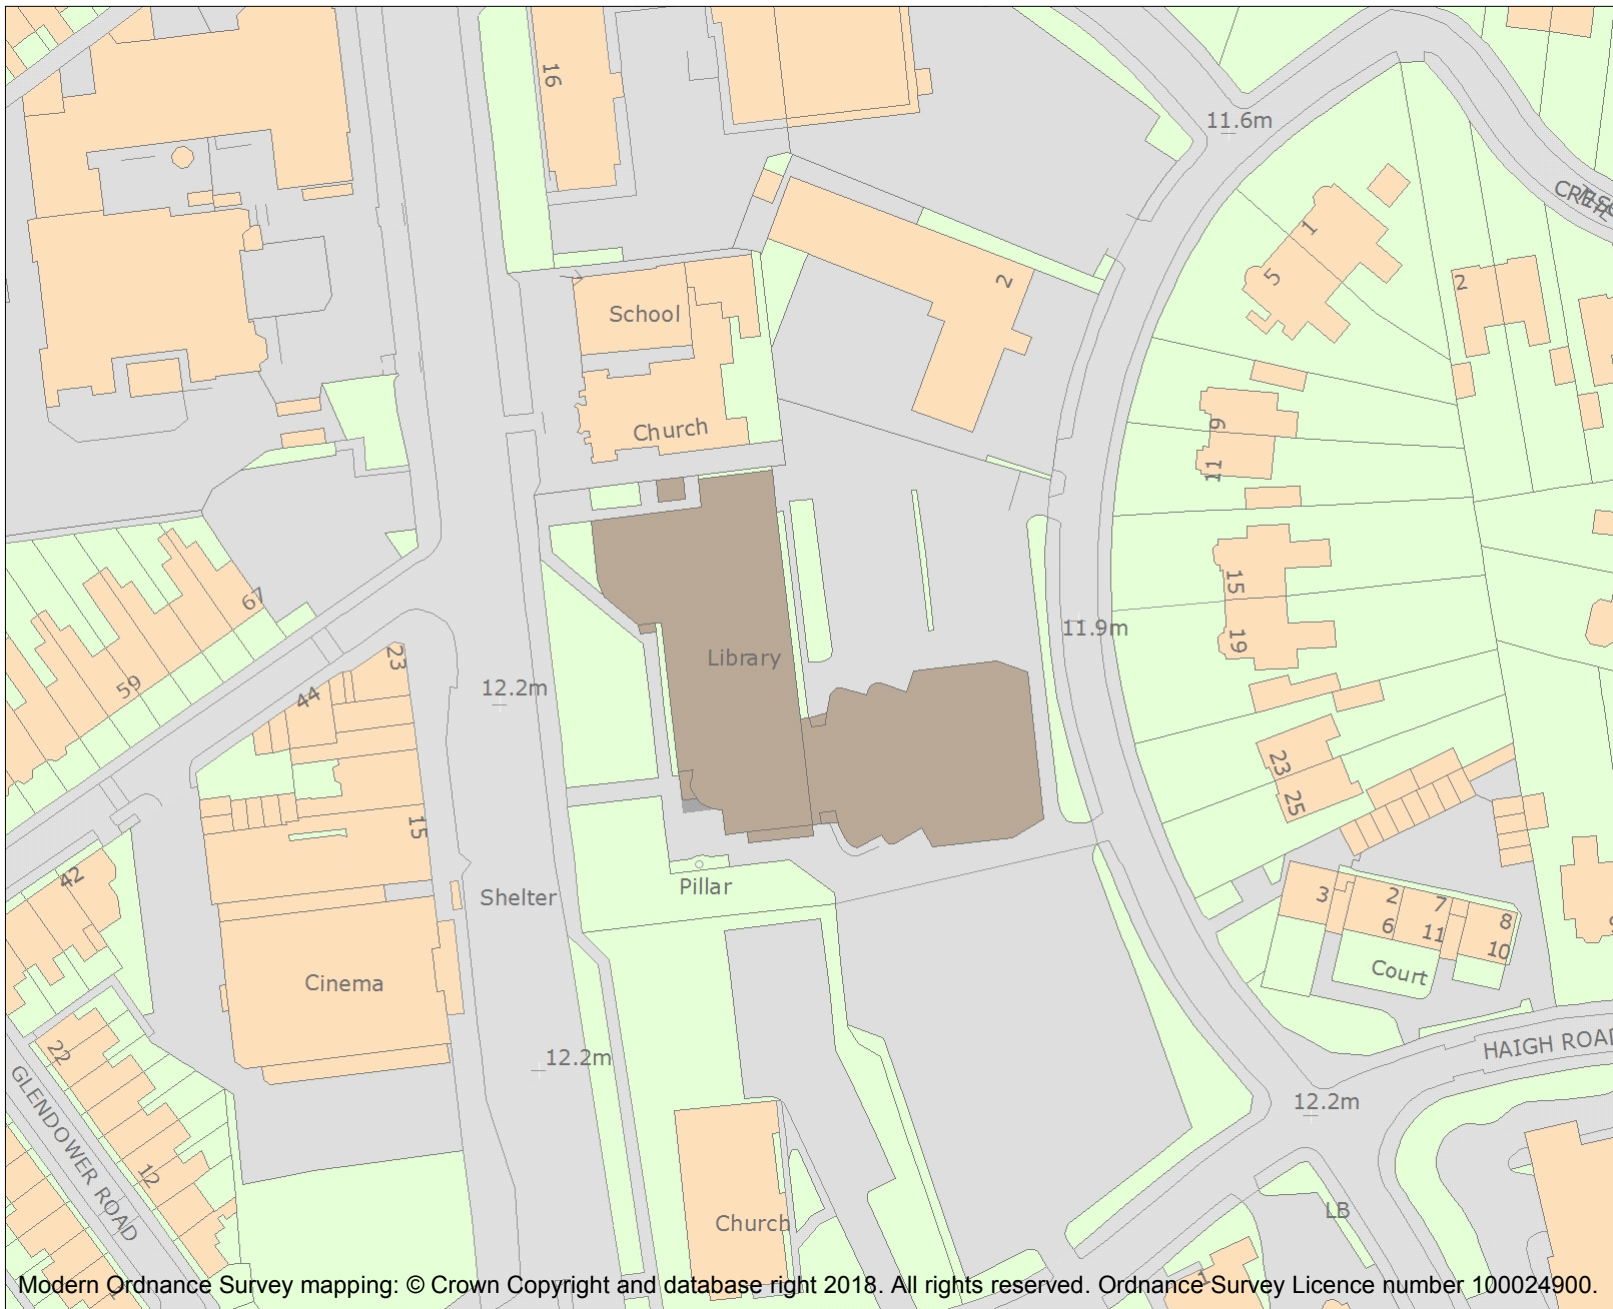 16
11.6m
1
5
2
2
School
Church
9
11
67
15
19
11.9m
Library
59
23
44
12.2m
23
25
15
42
Shelter
Pillar
3
2
7
8
6
11
10
Court
Cinema
22
12.2m
HAIGH ROAD
GLENDOWER ROAD
12.2m
12
Church
LB
1
Modern Ordnance Survey mapping: © Crown Copyright and database right 2018. All rights reserved. Ordnance Survey Licence number 100024900.